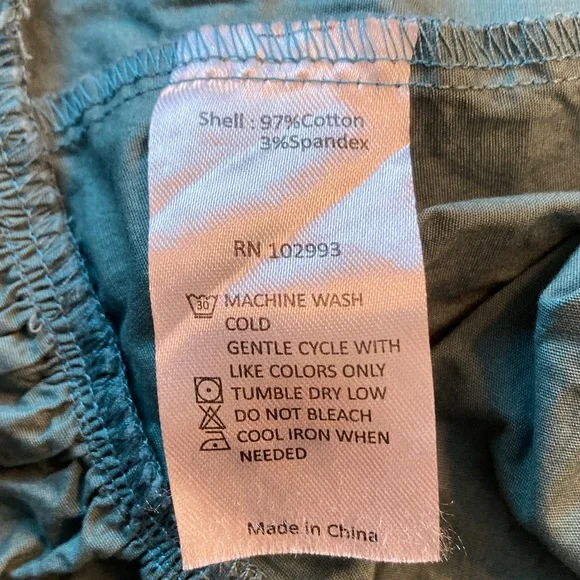 Shell : 97%Cotton
3%Spandex
RN 102993
30 MACHINE WASH
COLD
GENTLE CYCLE WITH
LIKE COLORS ONLY
TUMBLE DRY LOW
DO NOT BLEACH
COOL IRON WHEN
NEEDED
Made in China